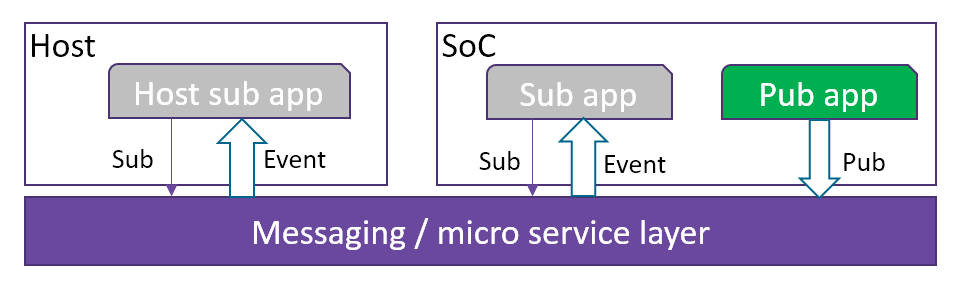 Host
Host sub app
Sub
Event
SoC
Sub app
Pub app
Sub
Event
Pub
Messaging / micro service layer